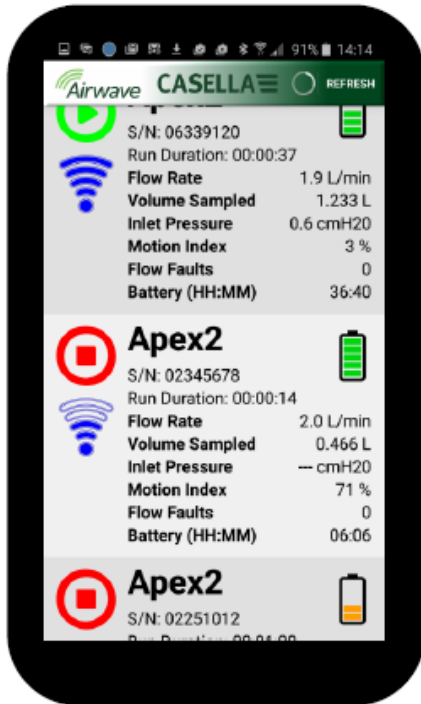 91% 14:14
Airwave CASELLA REFRESH
Apex2
S/N: 06339120
Run Duration: 00:00:37
Flow Rate 1.9 L/min
Volume Sampled 1.233 L
Inlet Pressure 0.6 cmH20
Motion Index 3 %
Flow Faults 0
Battery (HH:MM) 36:40
Apex2
S/N: 02345678
Run Duration: 00:00:14
Flow Rate 2.0 L/min
Volume Sampled 0.466 L
Inlet Pressure --- cmH20
Motion Index 71 %
Flow Faults 0
Battery (HH:MM) 06:06
Apex2
S/N: 02251012
Run Duration: